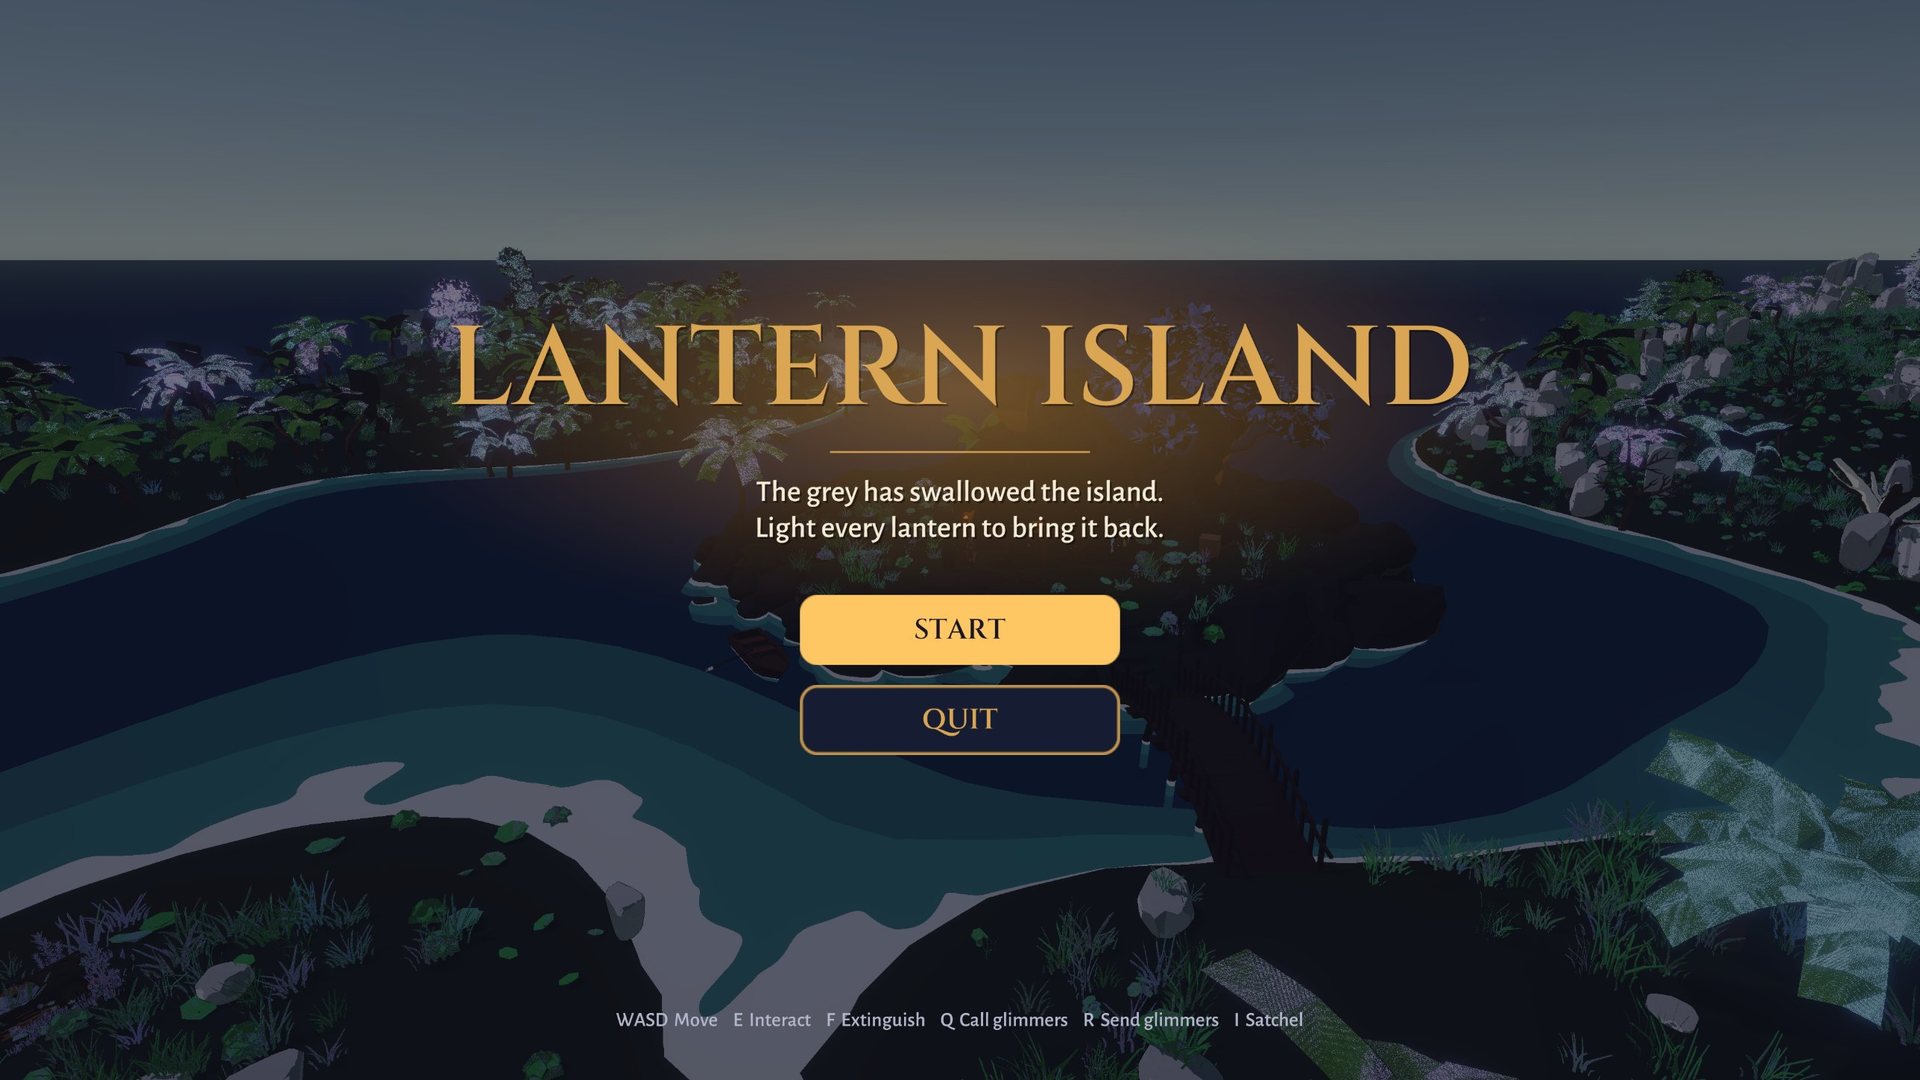 LANTERN ISLAND
The grey has swallowed the island.
Light every lantern to bring it back.
START
QUIT
WASD Move E Interact F Extinguish Q Call glimmers R Send glimmers I Satchel